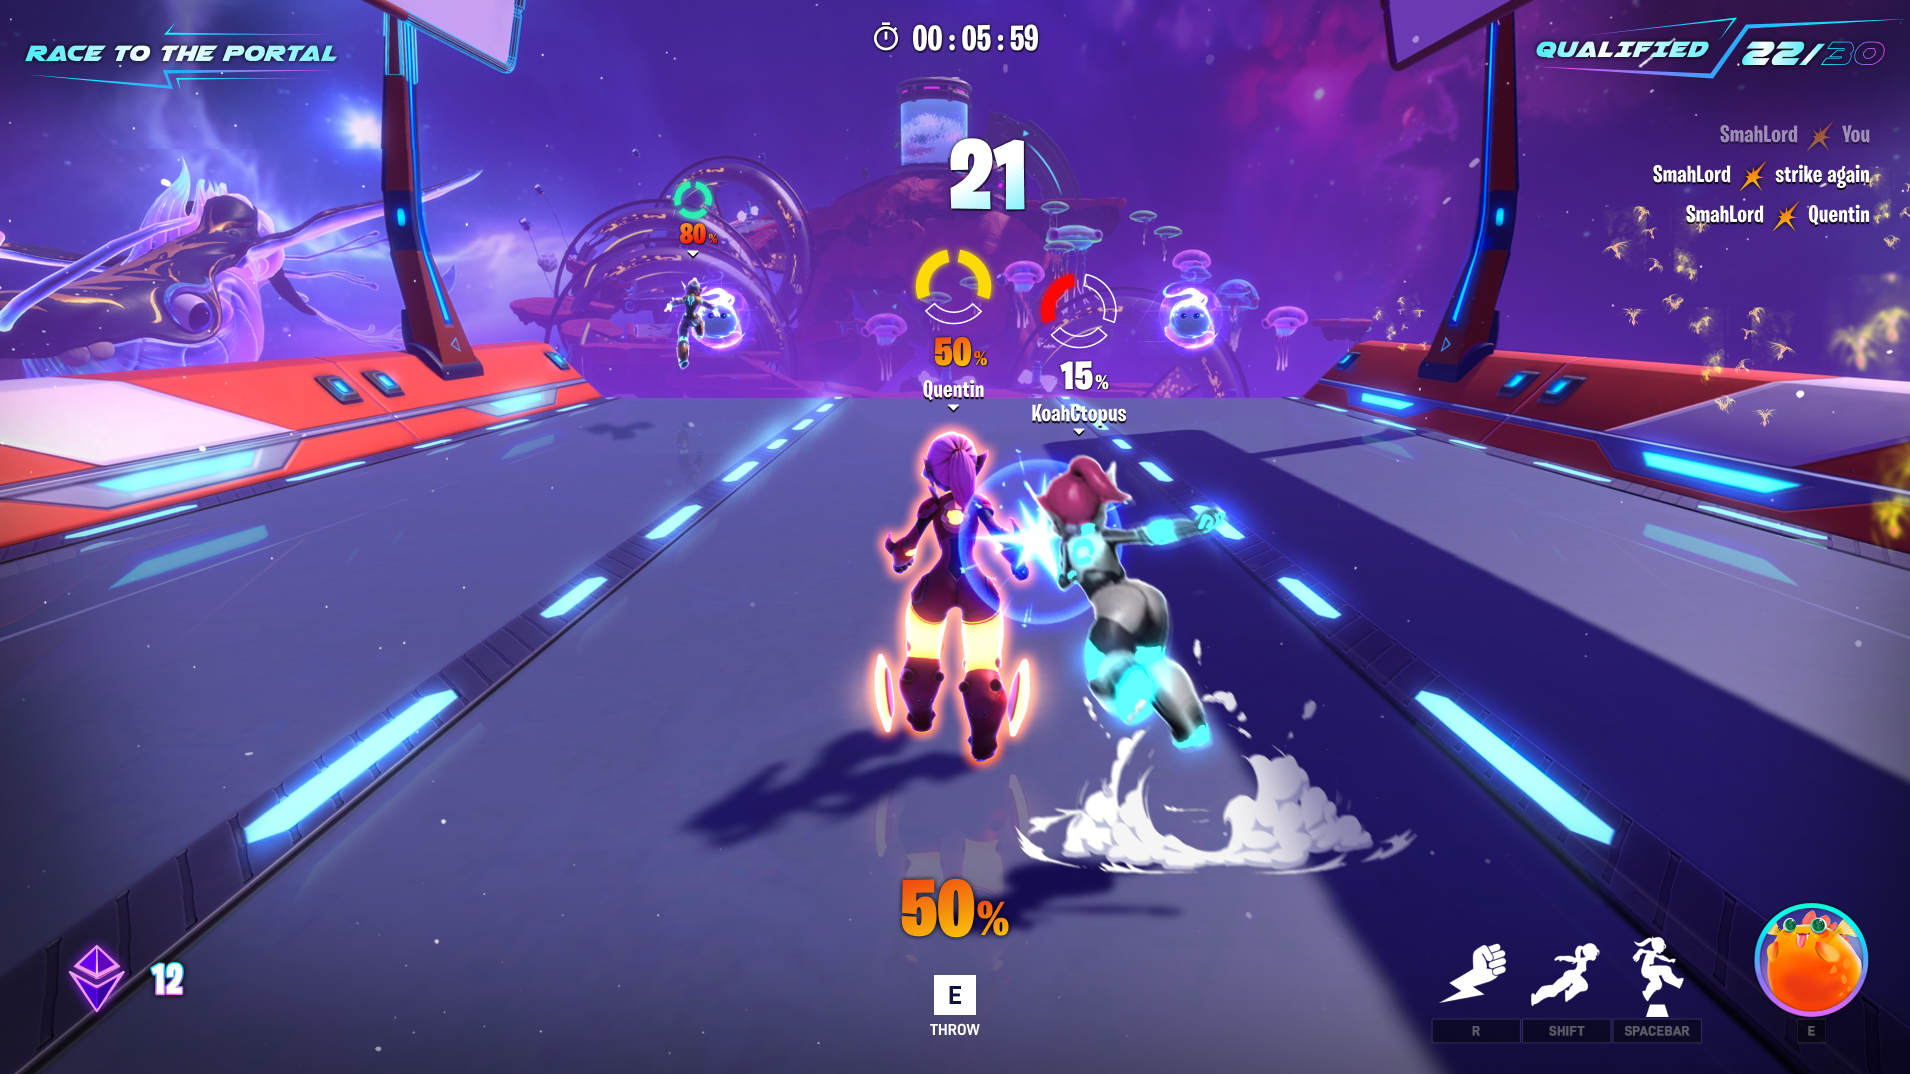 RACE TO THE PORTAL
00:05:59
QUALIFIED 22/30
SmahLord You
SmahLord strike again
SmahLord Quentin
21
80%
50%
Quentin
15%
KoahCtopus
50%
E
THROW
12
R
SHIFT
SPACEBAR
E